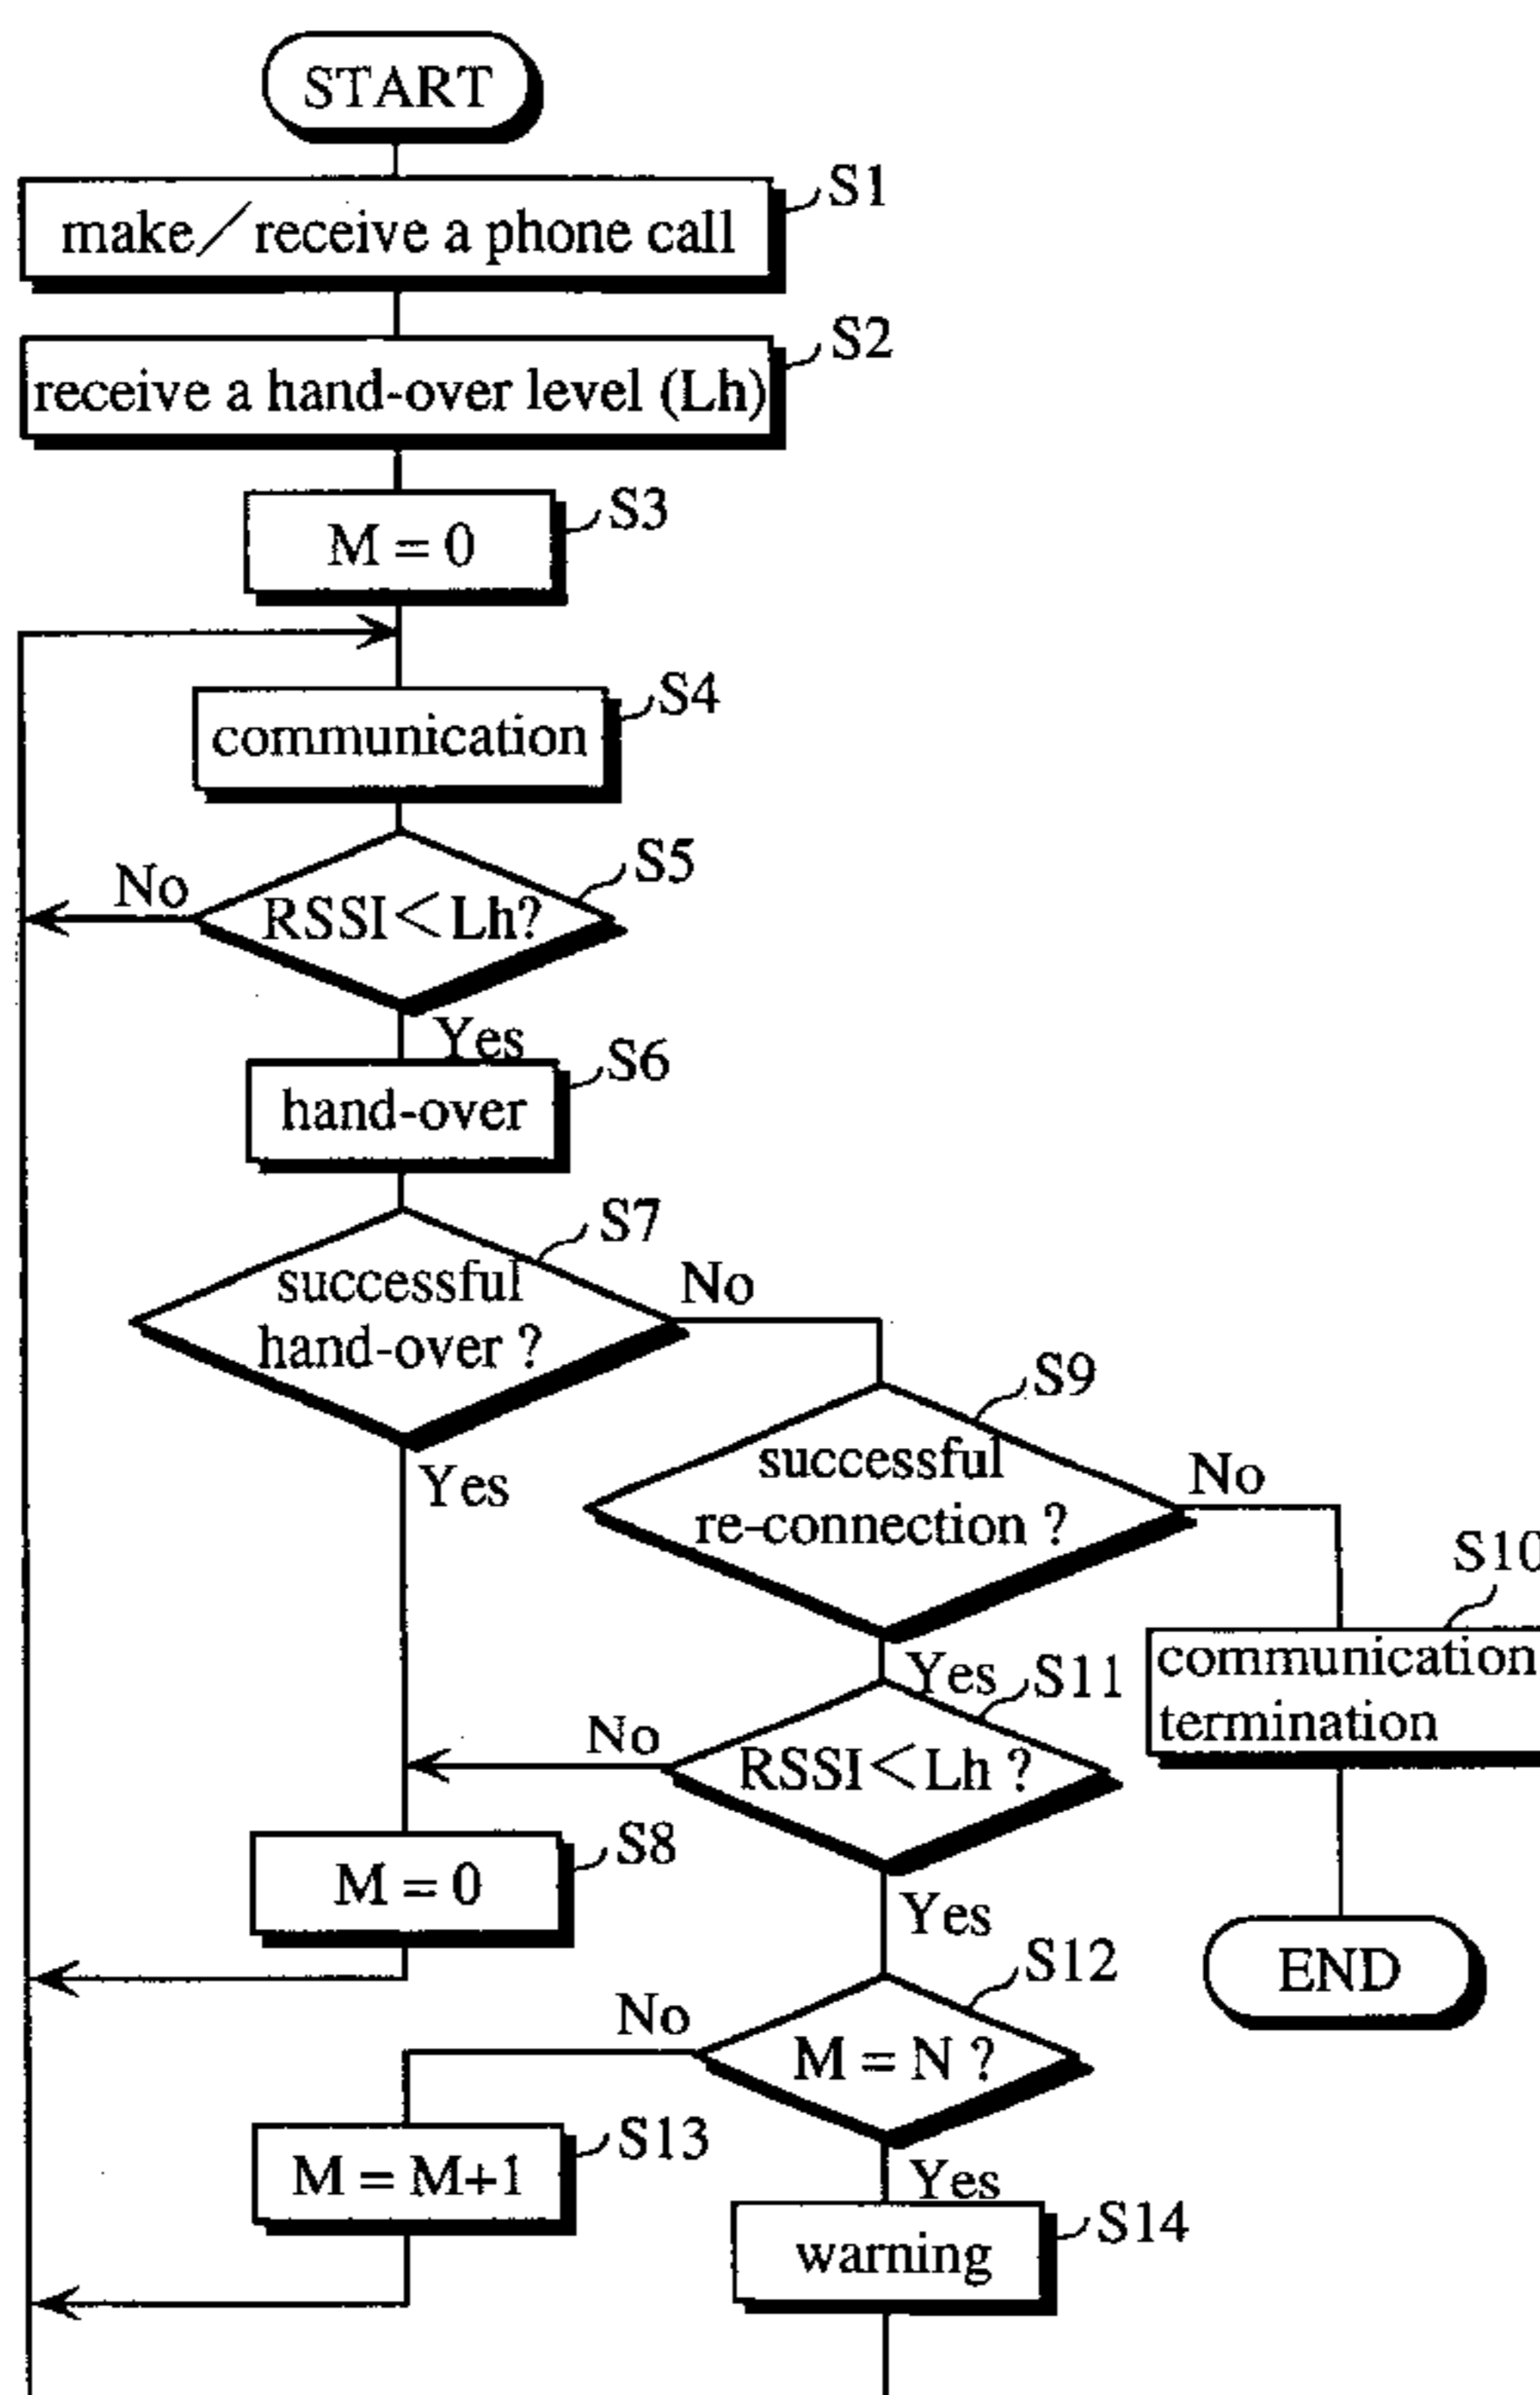 START
make/receive a phone call
S1
receive a hand-over level (Lh)
S2
M = 0
S3
communication
S4
RSSI<Lh?
S5
No
Yes
hand-over
S6
successful
hand-over ?
S7
No
Yes
successful
re-connection ?
S9
No
Yes
communication
termination
S10
RSSI<Lh ?
S11
No
Yes
M = 0
S8
END
M = N ?
S12
No
Yes
M = M+1
S13
warning
S14